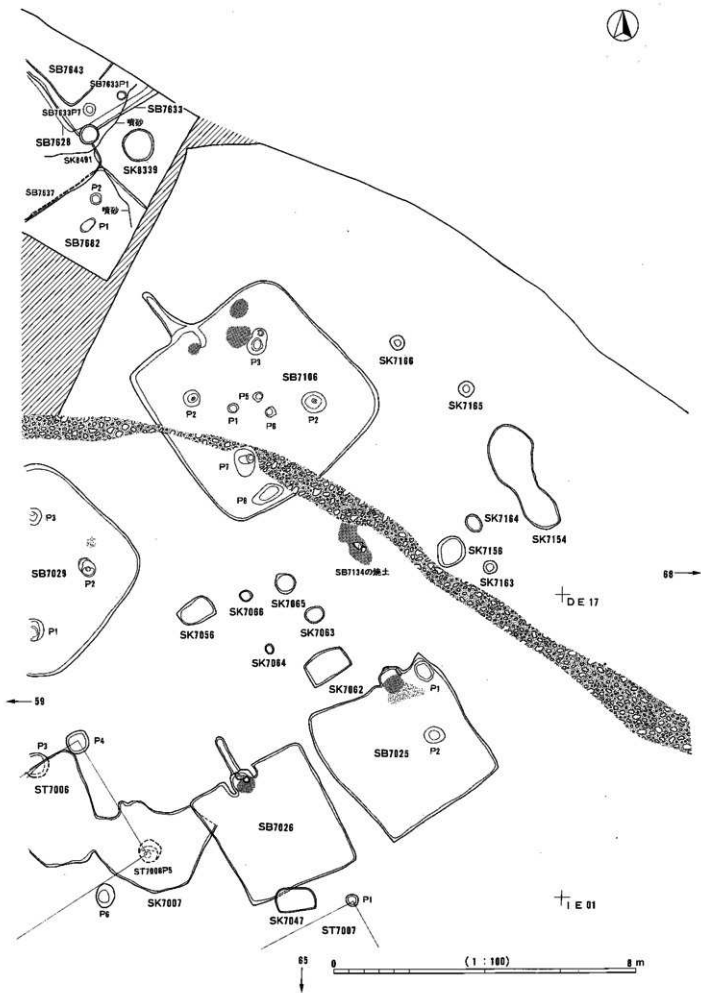 SB7643
SB7633P1
SB7633P7
SB7633
SB7628
噴砂
SK8491
SK8339
SB7637
P2
噴砂
P1
SB7682
P3
SK7166
SB7106
SK7165
P2
P5
P1
P6
P2
P7
P8
SK7164
SK7154
SK7156
SK7163
SB7134の焼土
68
DE 17
P3
SB7029
P2
P1
SK7065
SK7066
SK7056
SK7063
SK7064
SK7062
59
P1
P2
SB7025
P3
P4
ST7006
SB7026
ST7006P5
P6
SK7007
SK7047
P1
ST7007
IE 01
65
(1 : 100)
0
8 m